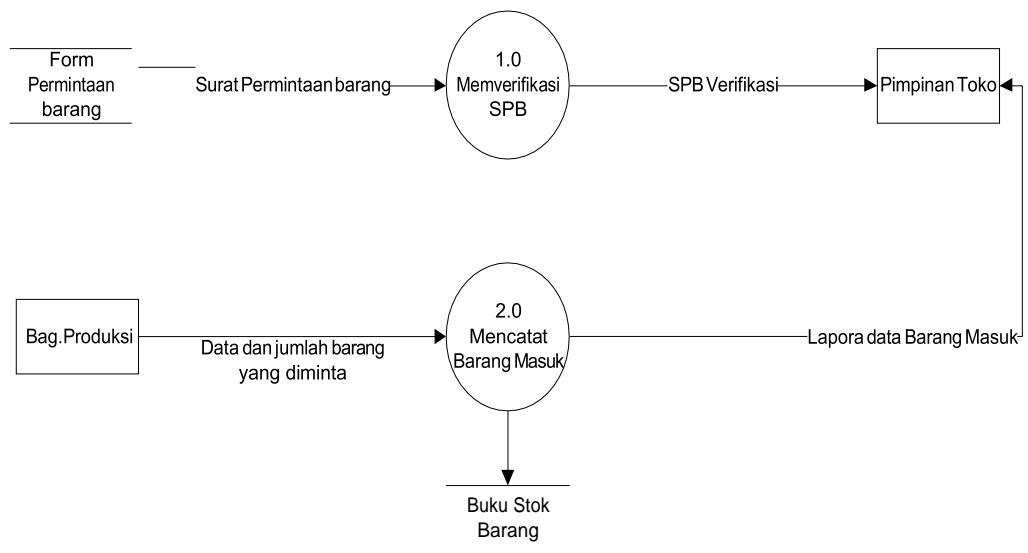 Form
Permintaan
barang
Surat Permintaan barang
1.0
Memverifikasi
SPB
SPB Verifikasi
Pimpinan Toko
Bag.Produksi
Data dan jumlah barang
yang diminta
2.0
Mencatat
Barang Masuk
Lapora data Barang Masuk
Buku Stok
Barang